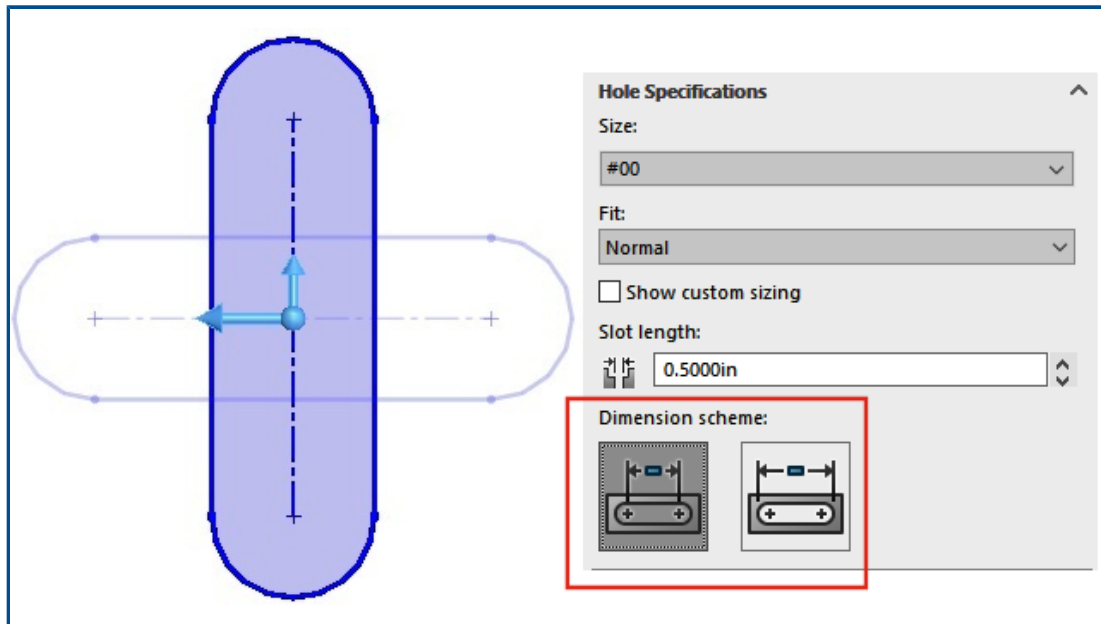 Hole Specifications
Size:
#00
Fit:
Normal
Show custom sizing
Slot length:
0.5000in
Dimension scheme: